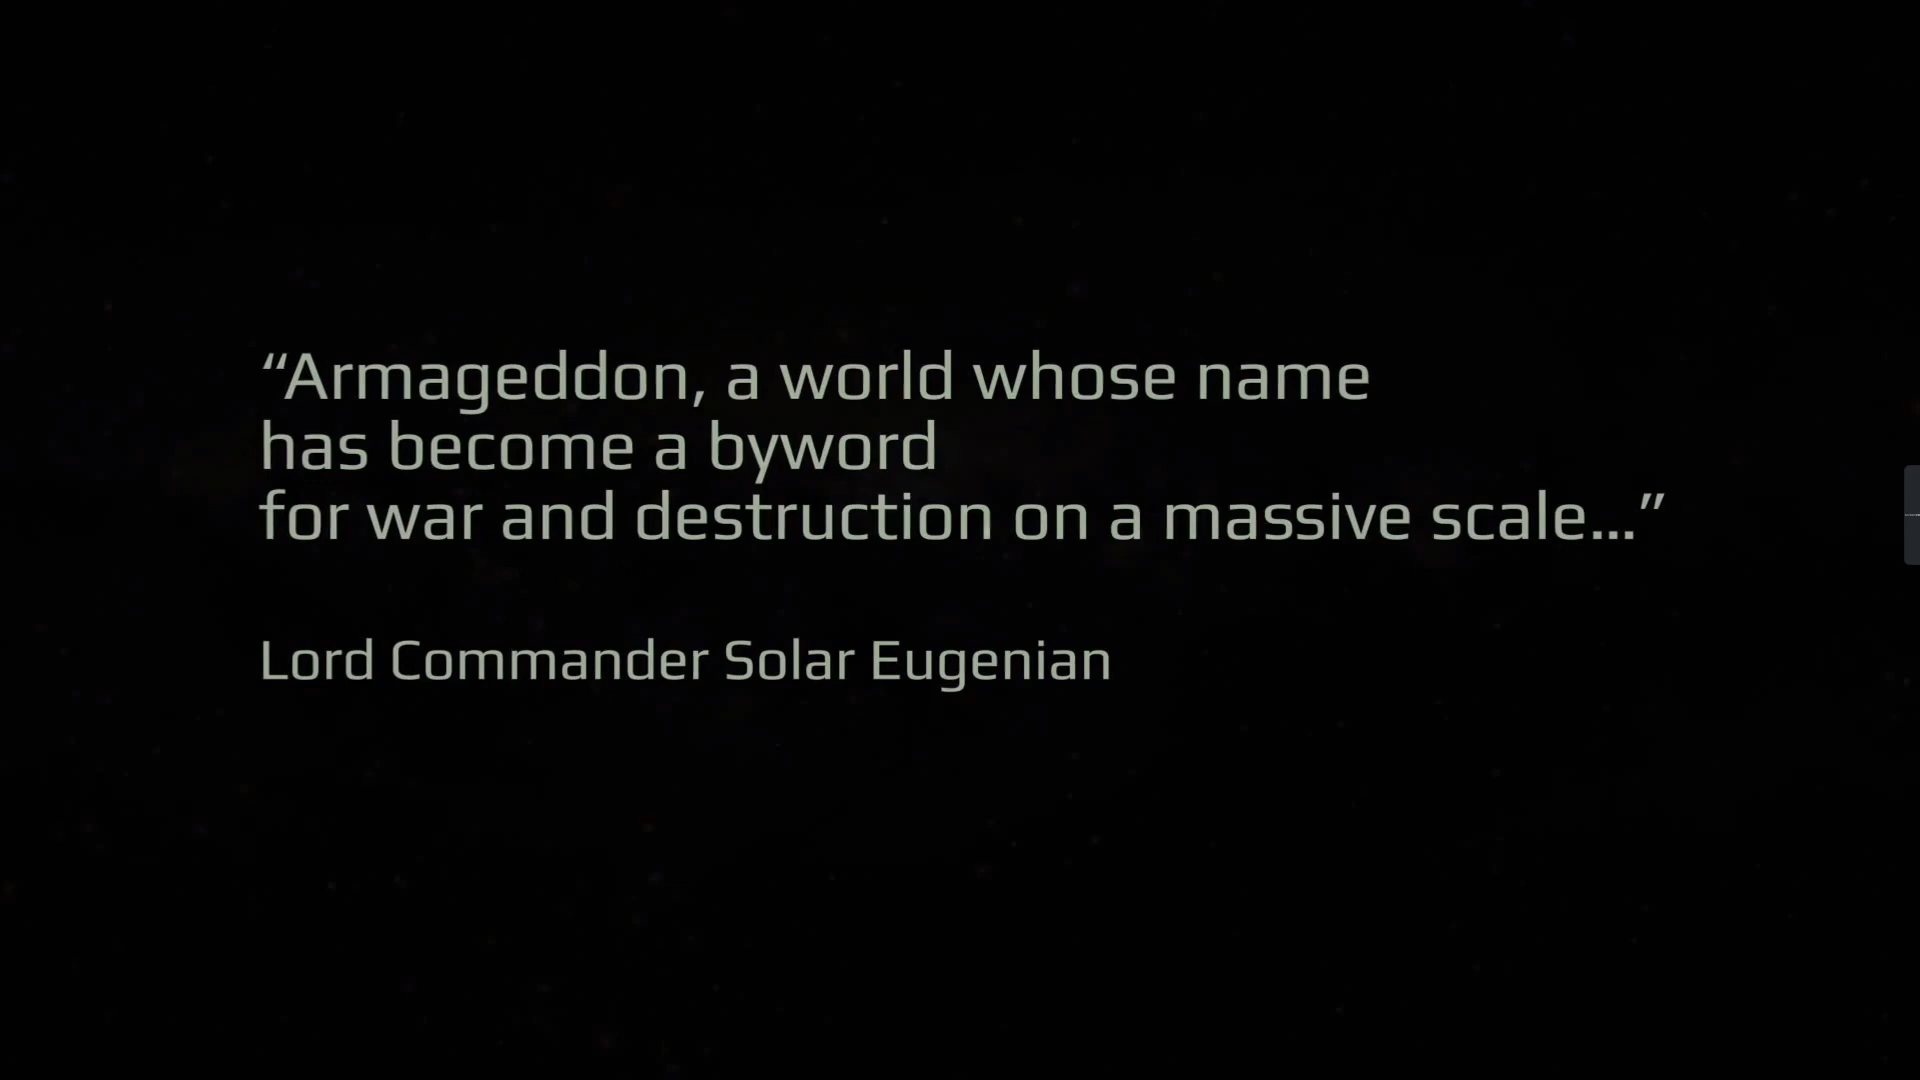 “Armageddon, a world whose name
has become a byword
for war and destruction on a massive scale...”
Lord Commander Solar Eugenian